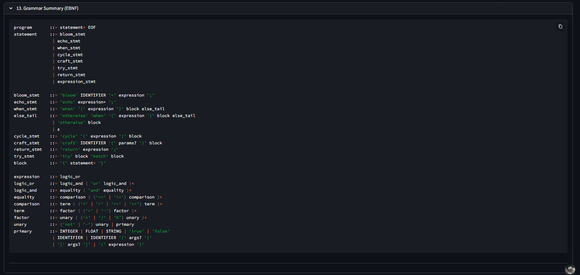 13. Grammar Summary (EBNF)
program ::= statement* EOF
statement ::= bloom_stmt
| echo_stmt
| when_stmt
| cycle_stmt
| craft_stmt
| try_stmt
| return_stmt
| expression_stmt
bloom_stmt ::= "bloom" IDENTIFIER "=" expression ";"
echo_stmt ::= "echo" expression+ ";"
when_stmt ::= "when" "(" expression ")" block else_tail
else_tail ::= "otherwise" "when" "(" expression ")" block else_tail
| "otherwise" block
| ε
cycle_stmt ::= "cycle" "(" expression ")" block
craft_stmt ::= "craft" IDENTIFIER "(" params? ")" block
return_stmt ::= "return" expression ";"
try_stmt ::= "try" block "catch" block
block ::= "{" statement* "}"
expression ::= logic_or
logic_or ::= logic_and ( "or" logic_and )*
logic_and ::= equality ( "and" equality )*
equality ::= comparison ( ("==" | "!=") comparison )*
comparison ::= term ( ("<" | ">" | "<=" | ">=") term )*
term ::= factor ( ("+" | "-") factor )*
factor ::= unary ( ("*" | "/" | "%") unary )*
unary ::= ("not" | "-") unary | primary
primary ::= INTEGER | FLOAT | STRING | "true" | "false"
| IDENTIFIER | IDENTIFIER "(" args? ")"
| "[" args? "]" | "(" expression ")"